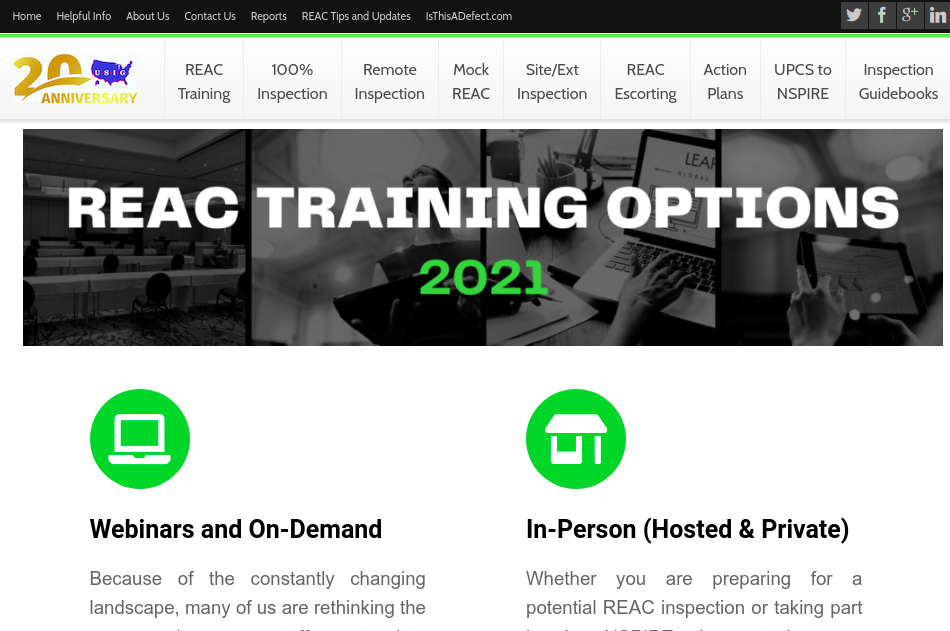 Home Helpful Info About Us Contact Us Reports REAC Tips and Updates IsThisADefect.com
20 USIG
ANNIVERSARY
REAC Training
100% Inspection
Remote Inspection
Mock REAC
Site/Ext Inspection
REAC Escorting
Action Plans
UPCS to NSPIRE
Inspection Guidebooks
LEAR
GLOBAL
REAC TRAINING OPTIONS
2021
Webinars and On-Demand
Because of the constantly changing
landscape, many of us are rethinking the
In-Person (Hosted & Private)
Whether you are preparing for a
potential REAC inspection or taking part